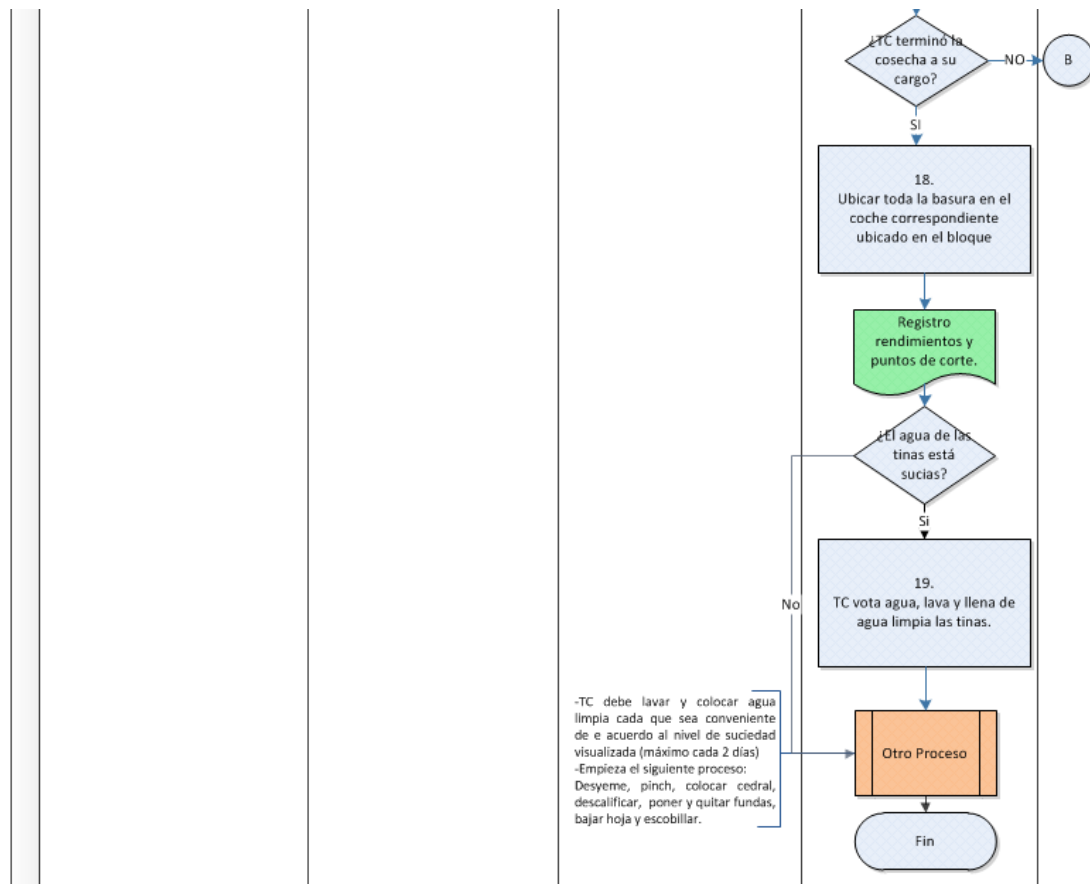 ¿TC terminó la
cosecha a su
cargo?
NO
B
SI
18.
Ubicar toda la basura en el
coche correspondiente
ubicado en el bloque
Registro
rendimientos y
puntos de corte.
¿El agua de las
tinas está
sucias?
Si
No
19.
TC vota agua, lava y llena de
agua limpia las tinas.
-TC debe lavar y colocar agua
limpia cada que sea conveniente
de e acuerdo al nivel de suciedad
visualizada (máximo cada 2 días)
-Empieza el siguiente proceso:
Desyeme, pinch, colocar cedral,
descalificar, poner y quitar fundas,
bajar hoja y escobillar.
Otro Proceso
Fin